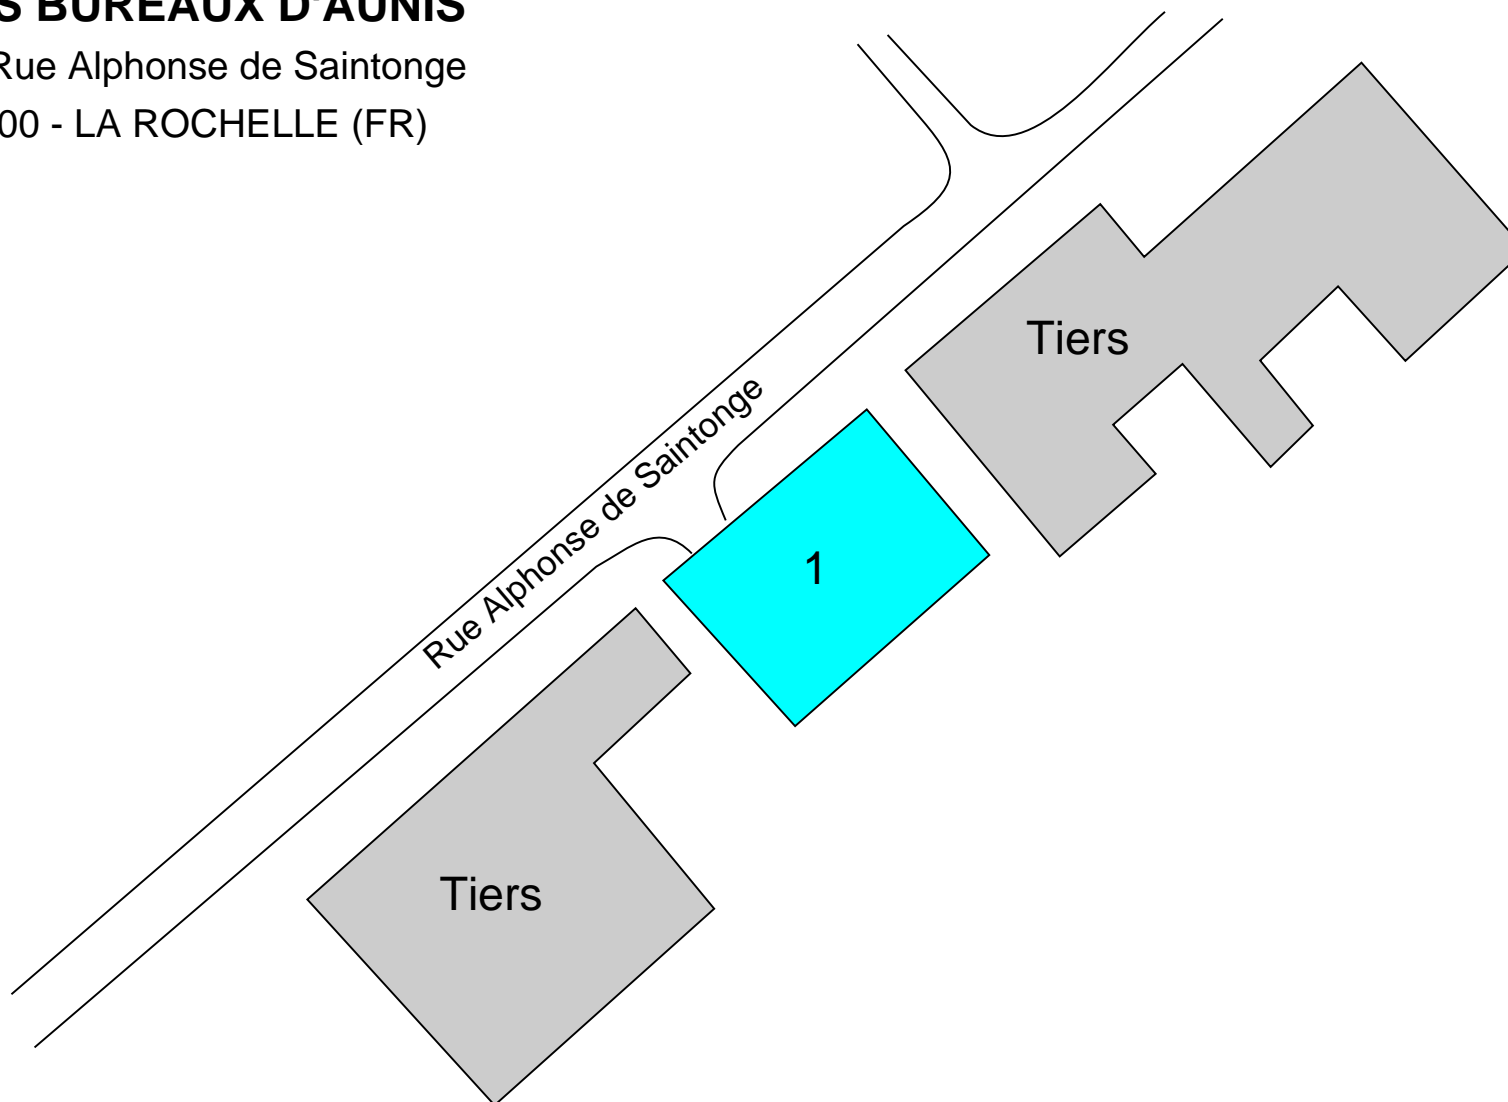 S BUREAUX D'AUNIS
Rue Alphonse de Saintonge
00 - LA ROCHELLE (FR)
Tiers
Rue Alphonse de Saintonge
1
Tiers